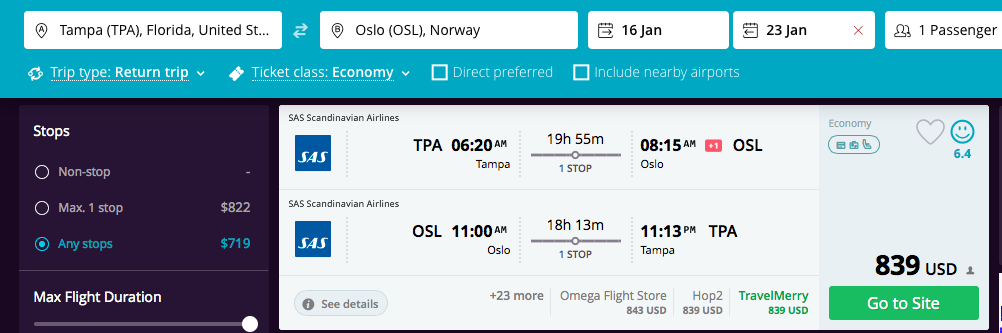 Tampa (TPA), Florida, United St...
Oslo (OSL), Norway
16 Jan
23 Jan
1 Passenger
Trip type: Return trip
Ticket class: Economy
Direct preferred
Include nearby airports
Stops
Non-stop -
Max. 1 stop $822
Any stops $719
Max Flight Duration
SAS Scandinavian Airlines
SAS
TPA 06:20 AM
Tampa
19h 55m
1 STOP
08:15 AM +1 OSL
Oslo
SAS Scandinavian Airlines
SAS
OSL 11:00 AM
Oslo
18h 13m
1 STOP
11:13 PM TPA
Tampa
See details
+23 more
Omega Flight Store
843 USD
Hop2
839 USD
TravelMerry
839 USD
Economy
6.4
839 USD
Go to Site